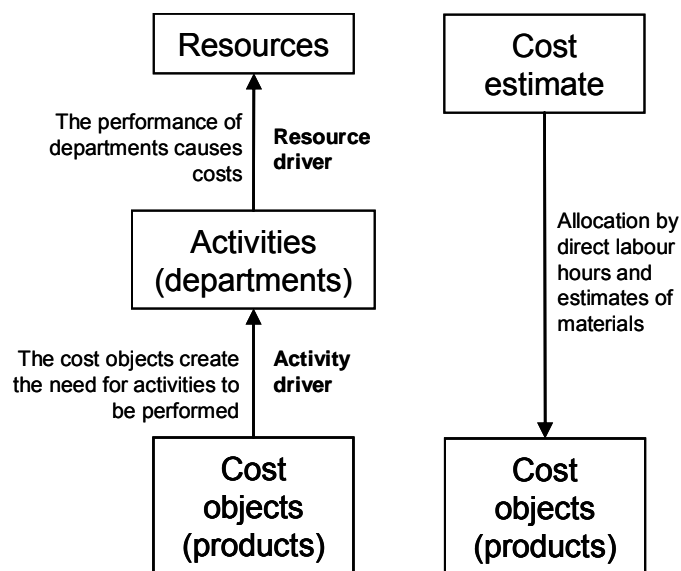 Resources
The performance of
departments causes
costs
Resource
driver
Activities
(departments)
The cost objects create
the need for activities to
be performed
Activity
driver
Cost
objects
(products)
Cost
estimate
Allocation by
direct labour
hours and
estimates of
materials
Cost
objects
(products)